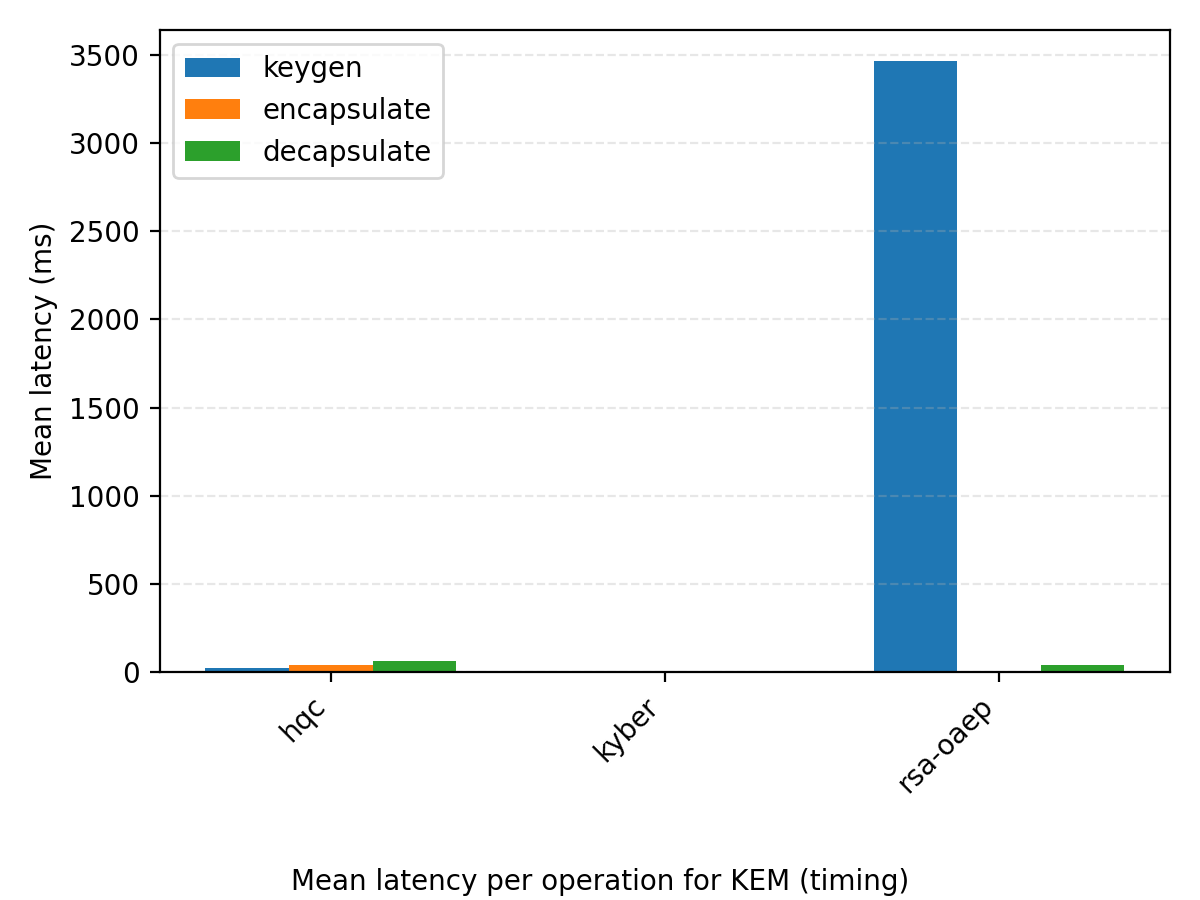 3500
3000
2500
2000
1500
1000
500
0
Mean latency (ms)
keygen
encapsulate
decapsulate
hqc
kyber
rsa-oaep
Mean latency per operation for KEM (timing)